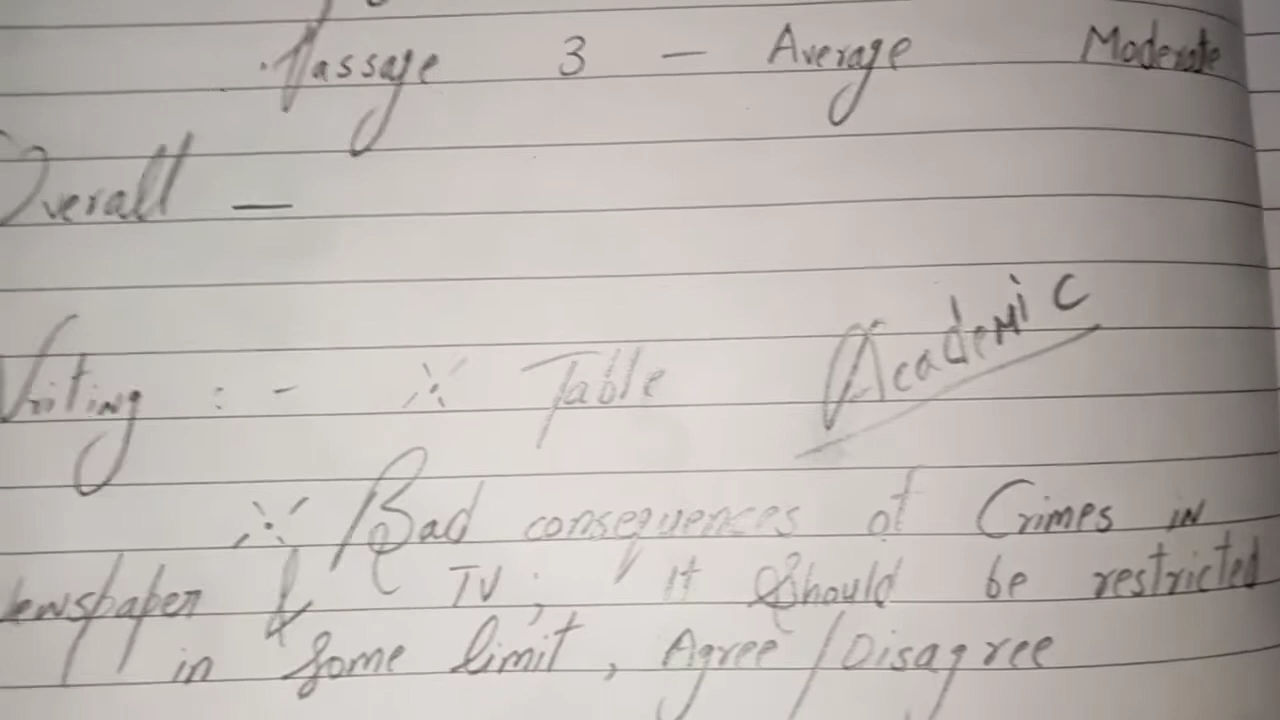 Passage 3 — Average Moderate
Overall —
Writing : - ※ Table Academic
※ Bad consequences of Crimes in
Newspaper & TV; It should be restricted
in some limit, Agree / Disagree